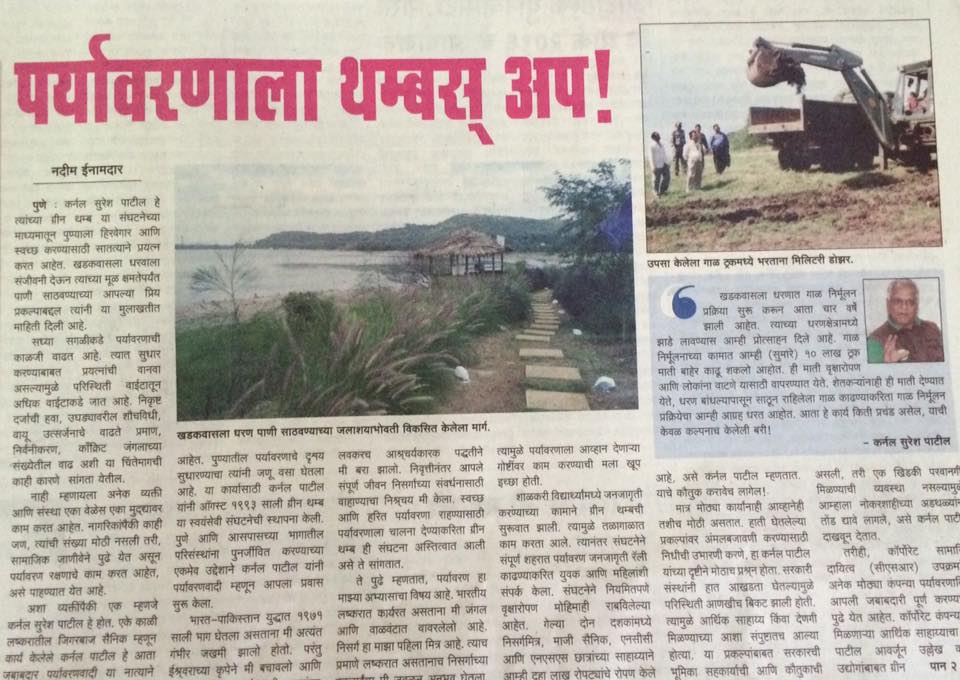 पर्यावरणाला थम्बस् अप!
नदीम ईनामदार
पुणे : कर्नल सुरेश पाटील हे
त्यांच्या ग्रीन थम्ब या संघटनेच्या
माध्यमातून पुण्याला हिरवेगार आणि
स्वच्छ करण्यासाठी सातत्याने प्रयत्न
करत आहेत. खडकवासला धरणाला
संजीवनी देऊन त्याच्या मूळ क्षमतेपर्यंत
पाणी साठवण्याच्या आपल्या प्रिय
प्रकल्पाबद्दल त्यांनी या मुलाखतीत
माहिती दिली आहे.
सध्या सगळीकडे पर्यावरणाची
काळजी वाढत आहे. त्यात सुधार
करण्याबाबत प्रयत्नांची वानवा
असल्यामुळे परिस्थिती वाईटातून
अधिक वाईटाकडे जात आहे. निकृष्ट
दर्जाची हवा, उघड्यावरील शौचविधी,
वायू उत्सर्जनाचे वाढते प्रमाण,
निर्वनीकरण, काँक्रिट जंगलाच्या
संख्येतील वाढ अशी या चिंतेमागची
काही कारणे सांगता येतील.
नाही म्हणायला अनेक व्यक्ती
आणि संस्था एका वेळेस एका मुद्द्यावर
काम करत आहेत. नागरिकांपैकी काही
जण, त्यांची संख्या मोठी नसली तरी,
सामाजिक जाणीवेने पुढे येत असून
पर्यावरण रक्षणाचे काम करत आहेत,
असे पाहण्यात येत आहे.
अशा व्यक्तींपैकी एक म्हणजे
कर्नल सुरेश पाटील हे होत. एके काळी
लष्करातील जिगरबाज सैनिक म्हणून
कार्य केलेले कर्नल पाटील हे आता
जबाबदार पर्यावरणवादी या नात्याने
खडकवासला धरण पाणी साठवण्याच्या जलाशयाभोवती विकसित केलेला मार्ग.
आहेत. पुण्यातील पर्यावरणाचे दृश्य
सुधारण्याचा त्यांनी जणू वसा घेतला
आहे. या कार्यासाठी कर्नल पाटील
यांनी ऑगस्ट १९९३ साली ग्रीन थम्ब
या स्वयंसेवी संघटनेची स्थापना केली.
पुणे आणि आसपासच्या भागातील
परिसंस्थांना पुनर्जीवित करण्याच्या
एकमेव उद्देशाने कर्नल पाटील यांनी
पर्यावरणवादी म्हणून आपला प्रवास
सुरू केला.
भारत-पाकिस्तान युद्धात १९७१
साली भाग घेतला असताना मी अत्यंत
गंभीर जखमी झालो होतो. परंतु
ईश्वराच्या कृपेने मी बचावलो आणि
लवकरच आश्चर्यकारक पद्धतीने
मी बरा झालो. निवृत्तीनंतर आपले
संपूर्ण जीवन निसर्गाच्या संवर्धनासाठी
वाहाण्याचा निश्चय मी केला. स्वच्छ
आणि हरित पर्यावरण राहण्यासाठी
पर्यावरणाला चालना देण्याकरिता ग्रीन
थम्ब ही संघटना अस्तित्वात आली
असे ते सांगतात.
ते पुढे म्हणतात, पर्यावरण हा
माझ्या अभ्यासाचा विषय आहे. भारतीय
लष्करात कार्यरत असताना मी जंगल
आणि वाळवंटात वावरलेलो आहे.
निसर्ग हा माझा पहिला मित्र आहे. त्याच
प्रमाणे लष्करात असतानाच निसर्गाच्या
त्यामुळे पर्यावरणाला आव्हान देणाऱ्या
गोष्टींवर काम करण्याची मला खूप
इच्छा होती.
शाळकरी विद्यार्थ्यांमध्ये जनजागृती
करण्याच्या कामाने ग्रीन थम्बची
सुरूवात झाली. त्यामुळे तळागाळात
काम करता आले. त्यानंतर संघटनेने
संपूर्ण शहरात पर्यावरण जनजागृती रॅली
काढण्याकरिता युवक आणि महिलांशी
संपर्क केला. संघटनेने नियमितपणे
वृक्षारोपण मोहिमाही राबविलेल्या
आहेत. गेल्या दोन दशकांमध्ये
निसर्गमित्र, माजी सैनिक, एनसीसी
आणि एनएसएस छात्रांच्या साहाय्याने
आम्ही दहा लाख रोपट्यांचे रोपण केले
उपसा केलेला गाळ ट्रकमध्ये भरताना मिलिटरी डोझर.
खडकवासला धरणात गाळ निर्मूलन
प्रक्रिया सुरू करून आता चार वर्षे
झाली आहेत. त्याच्या धरणक्षेत्रामध्ये
झाडे लावण्यास आम्ही प्रोत्साहन दिले आहे. गाळ
निर्मूलनाच्या कामात आम्ही (सुमारे) १० लाख ट्रक
माती बाहेर काढू शकलो आहोत. ही माती वृक्षारोपण
आणि लोकांना वाटणे यासाठी वापरण्यात येते. शेतकऱ्यांनाही ही माती देण्यात
येते, धरण बांधल्यापासून साठून राहिलेला गाळ काढण्याकरिता गाळ निर्मूलन
प्रक्रियेचा आम्ही आग्रह धरत आहोत. आता हे कार्य किती प्रचंड असेल, याची
केवळ कल्पनाच केलेली बरी!
– कर्नल सुरेश पाटील
आहे, असे कर्नल पाटील म्हणतात.
याचे कौतुक करावेच लागेल!.
मात्र मोठ्या कार्यांनाही आव्हानेही
तशीच मोठी असतात. हाती घेतलेल्या
प्रकल्पांवर अंमलबजावणी करण्यासाठी
निधीची उभारणी करणे, हा कर्नल पाटील
यांच्या दृष्टीने मोठाच प्रश्न होता. सरकारी
संस्थांनी हात आखडता घेतल्यामुळे
परिस्थिती आणखीच बिकट झाली होती.
त्यामुळे आर्थिक साहाय्य किंवा देणगी
मिळण्याच्या आशा संपुष्टातच आल्या
होत्या. या प्रकल्पांबाबत सरकारची
भूमिका सहकार्याची आणि कौतुकाची
असली, तरी एक खिडकी परवानगी
मिळण्याची व्यवस्था नसल्यामुळे
आम्हाला नोकरशाहीच्या अडथळ्यांना
तोंड द्यावे लागले, असे कर्नल पाटील
दाखवून देतात.
तरीही, कॉर्पोरेट सामाजि
दायित्व (सीएसआर) उपक्रमा
अनेक मोठ्या कंपन्या पर्यावरणावि
आपली जबाबदारी पूर्ण करण्या
पुढे येत आहेत. कॉर्पोरेट कंपन्य
मिळणाऱ्या आर्थिक साहाय्याचा
पाटील आवर्जून उल्लेख क
उद्योगांबाबत ग्रीन पान २